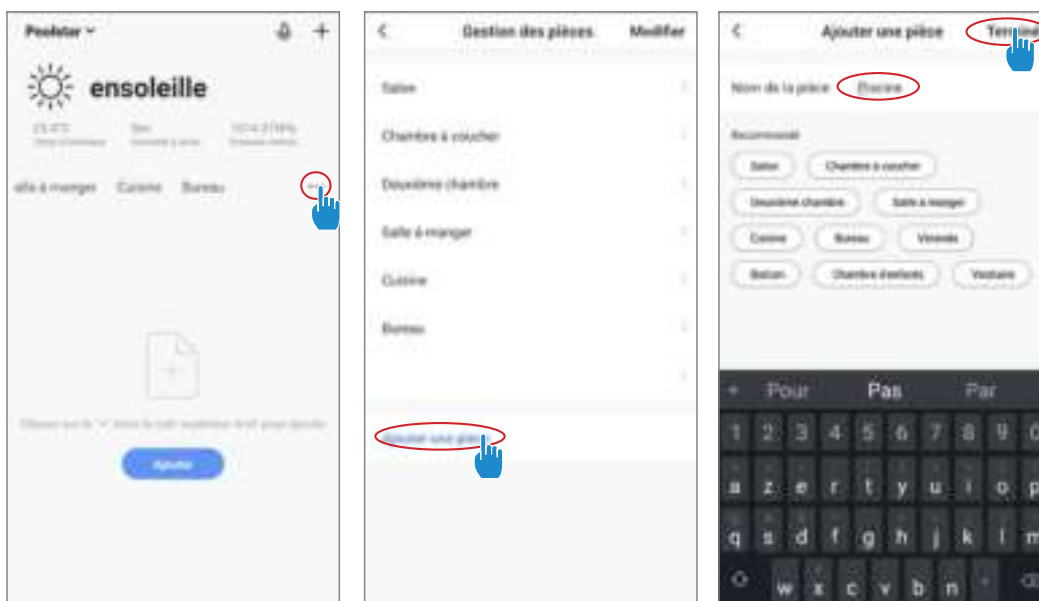 Poolstar
+
ensoleille
alle à manger Cuisine Bureau
Ajouter
Gestion des pièces Modifier
Salon
Chambre à coucher
Deuxième chambre
Salle à manger
Cuisine
Bureau
Ajouter une pièce
Ajouter une pièce
Nom de la pièce Piscine
Recommandé
Salon Chambre à coucher
Deuxième chambre Salle à manger
Cuisine Bureau Véranda
Balcon Chambre d'enfants Vestiaire
+ Pour Pas Par
1 2 3 4 5 6 7 8 9 0
a z e r t y u i o p
q s d f g h j k l m
w x c v b n '